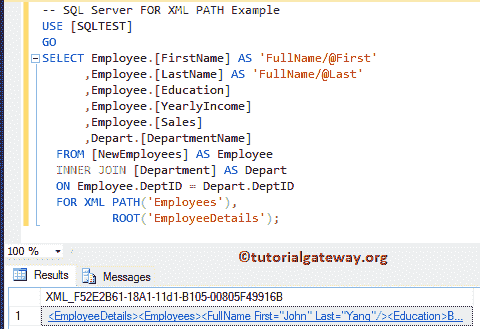 -- SQL Server FOR XML PATH Example
USE [SQLTEST]
GO
SELECT Employee.[FirstName] AS 'FullName/@First'
,Employee.[LastName] AS 'FullName/@Last'
,Employee.[Education]
,Employee.[YearlyIncome]
,Employee.[Sales]
,Depart.[DepartmentName]
FROM [NewEmployees] AS Employee
INNER JOIN [Department] AS Depart
ON Employee.DeptID = Depart.DeptID
FOR XML PATH('Employees'),
ROOT('EmployeeDetails');
100 %
©tutorialgateway.org
Results Messages
XML_F52E2B61-18A1-11d1-B105-00805F49916B
1 <EmployeeDetails><Employees><FullName First="John" Last="Yang"/><Education>B...